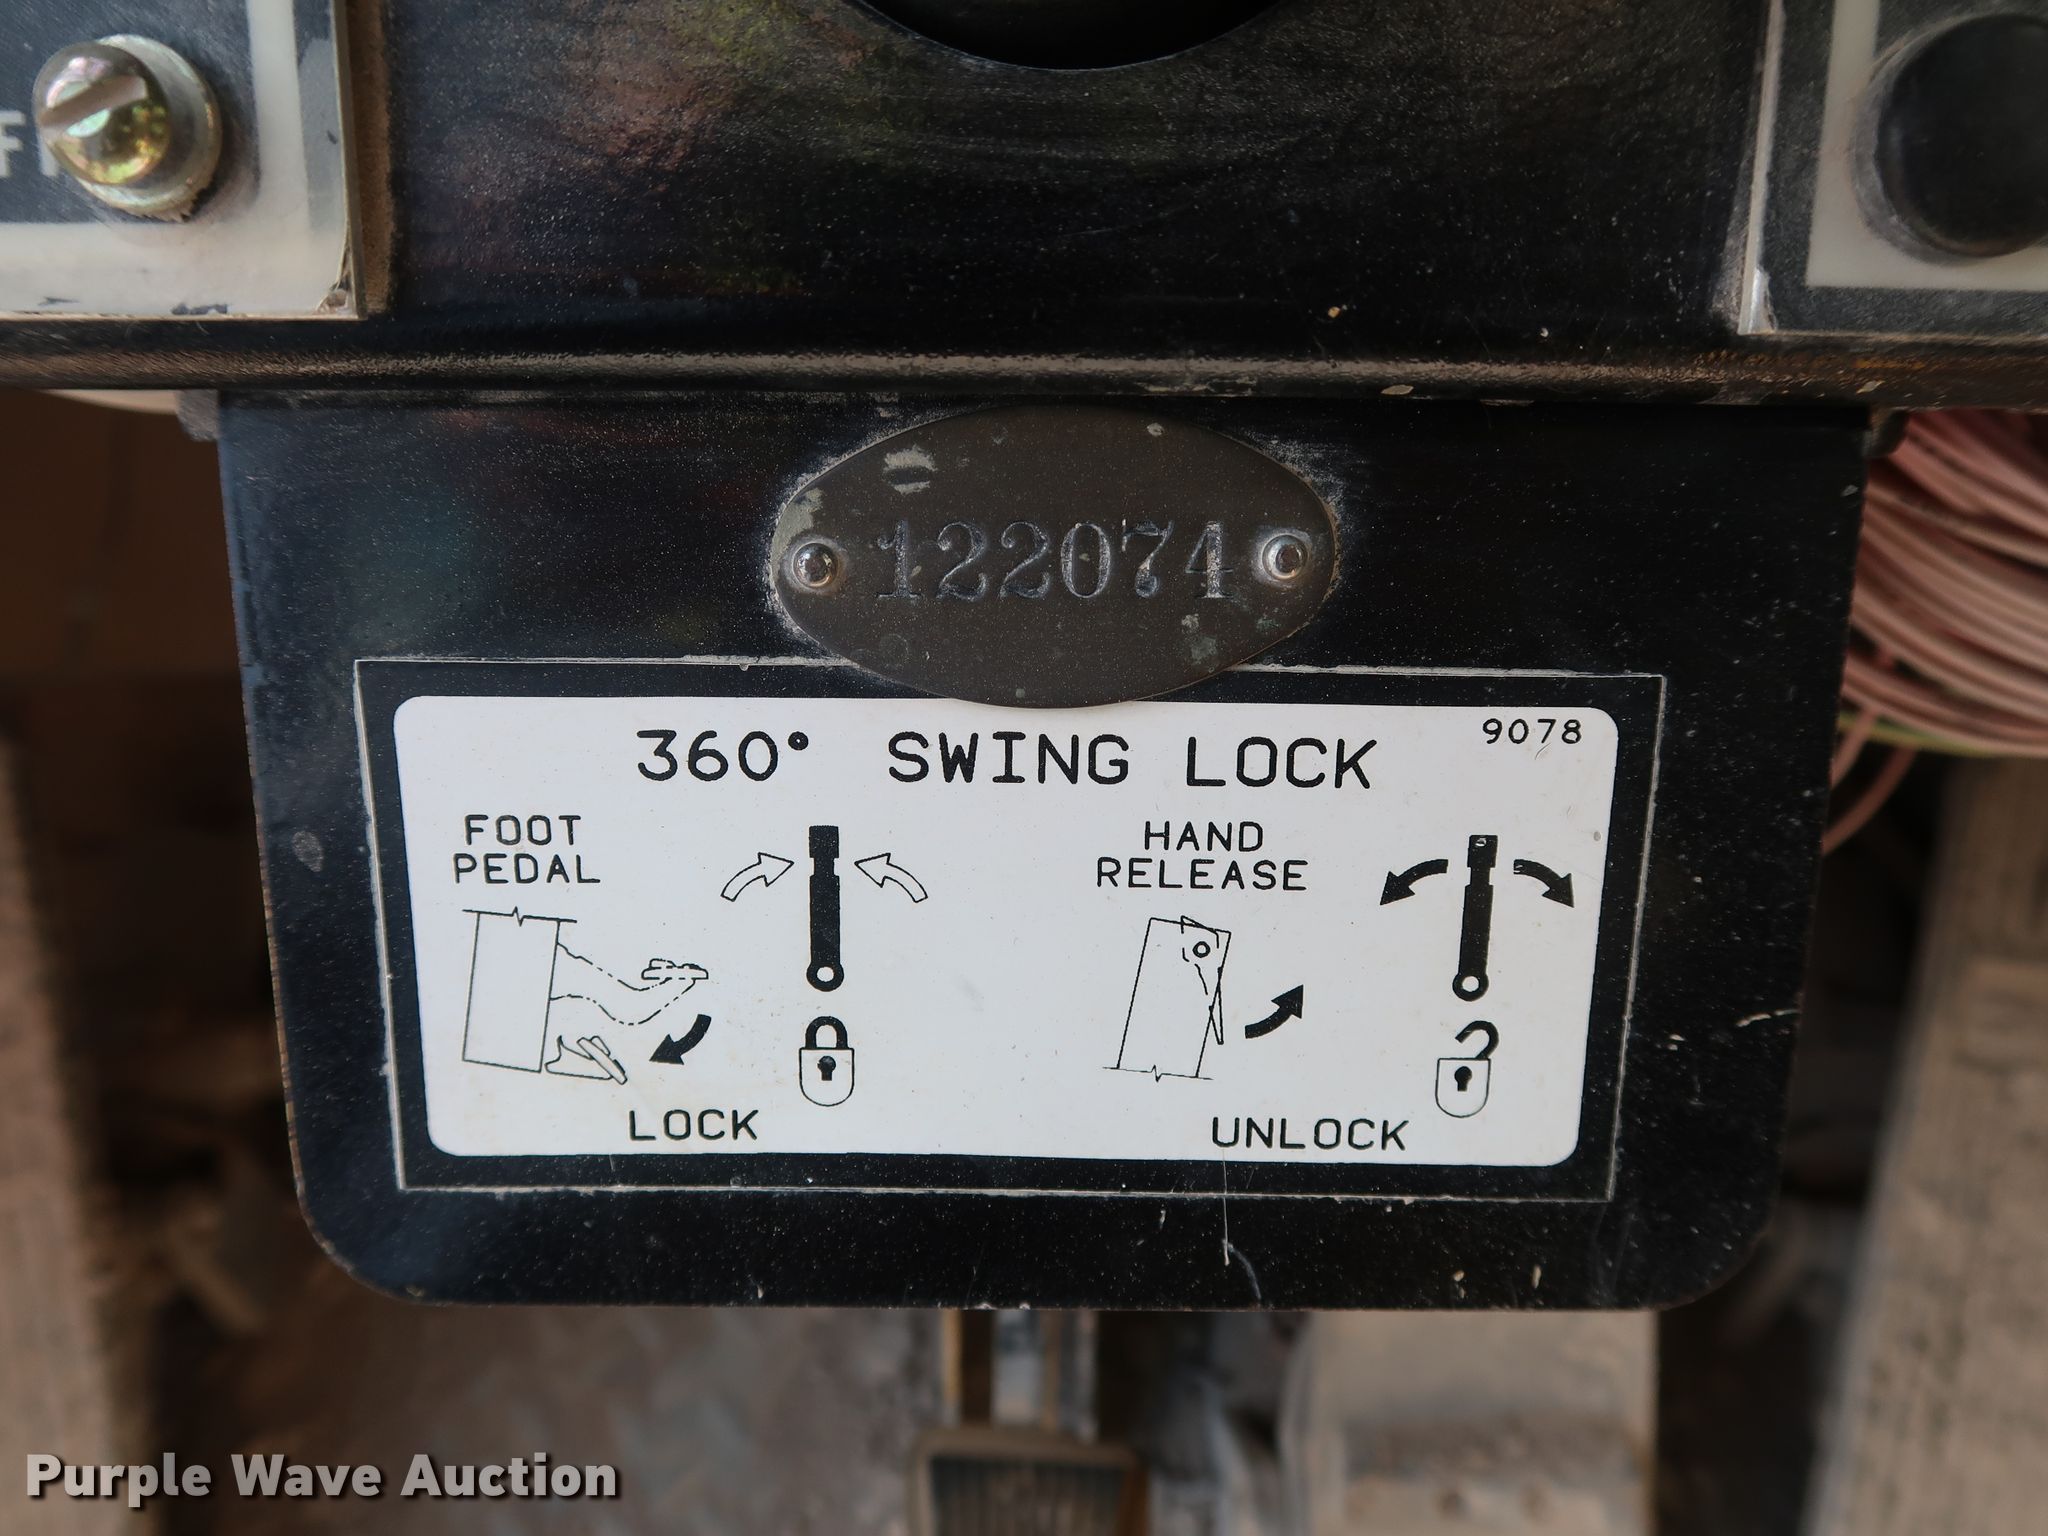 122074
9078
360° SWING LOCK
FOOT
PEDAL
HAND
RELEASE
LOCK
UNLOCK
Purple Wave Auction